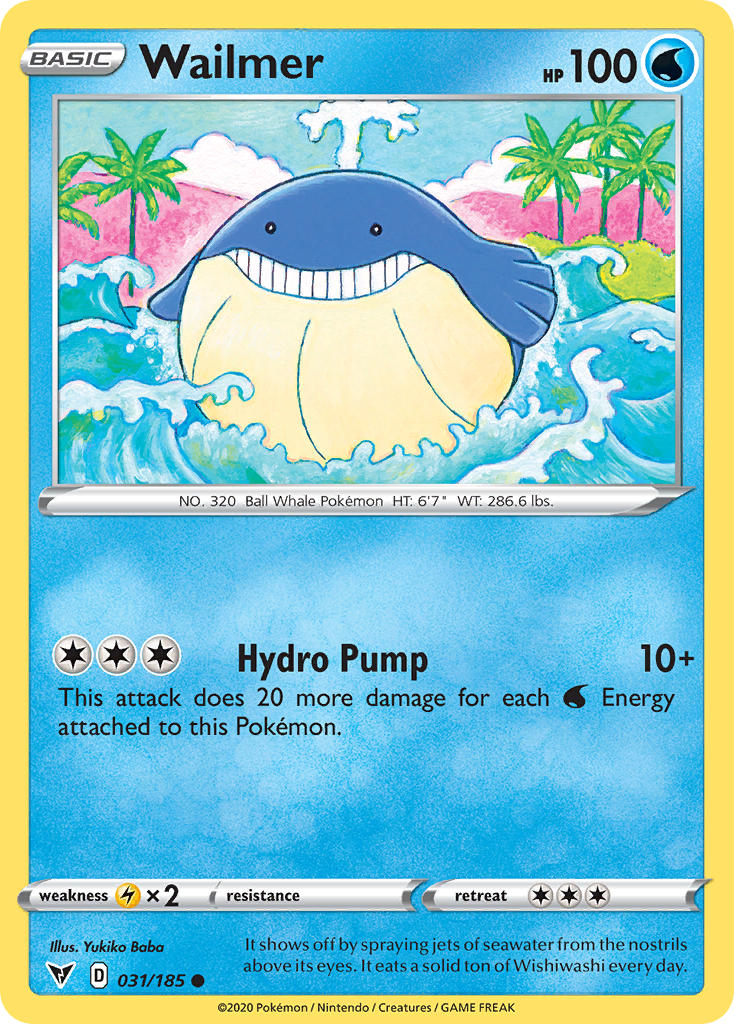 BASIC Wailmer HP 100
NO. 320 Ball Whale Pokémon HT: 6'7" WT: 286.6 lbs.
Hydro Pump 10+
This attack does 20 more damage for each Energy
attached to this Pokémon.
weakness ×2 resistance retreat
Illus. Yukiko Baba
It shows off by spraying jets of seawater from the nostrils
above its eyes. It eats a solid ton of Wishiwashi every day.
D 031/185
©2020 Pokémon / Nintendo / Creatures / GAME FREAK